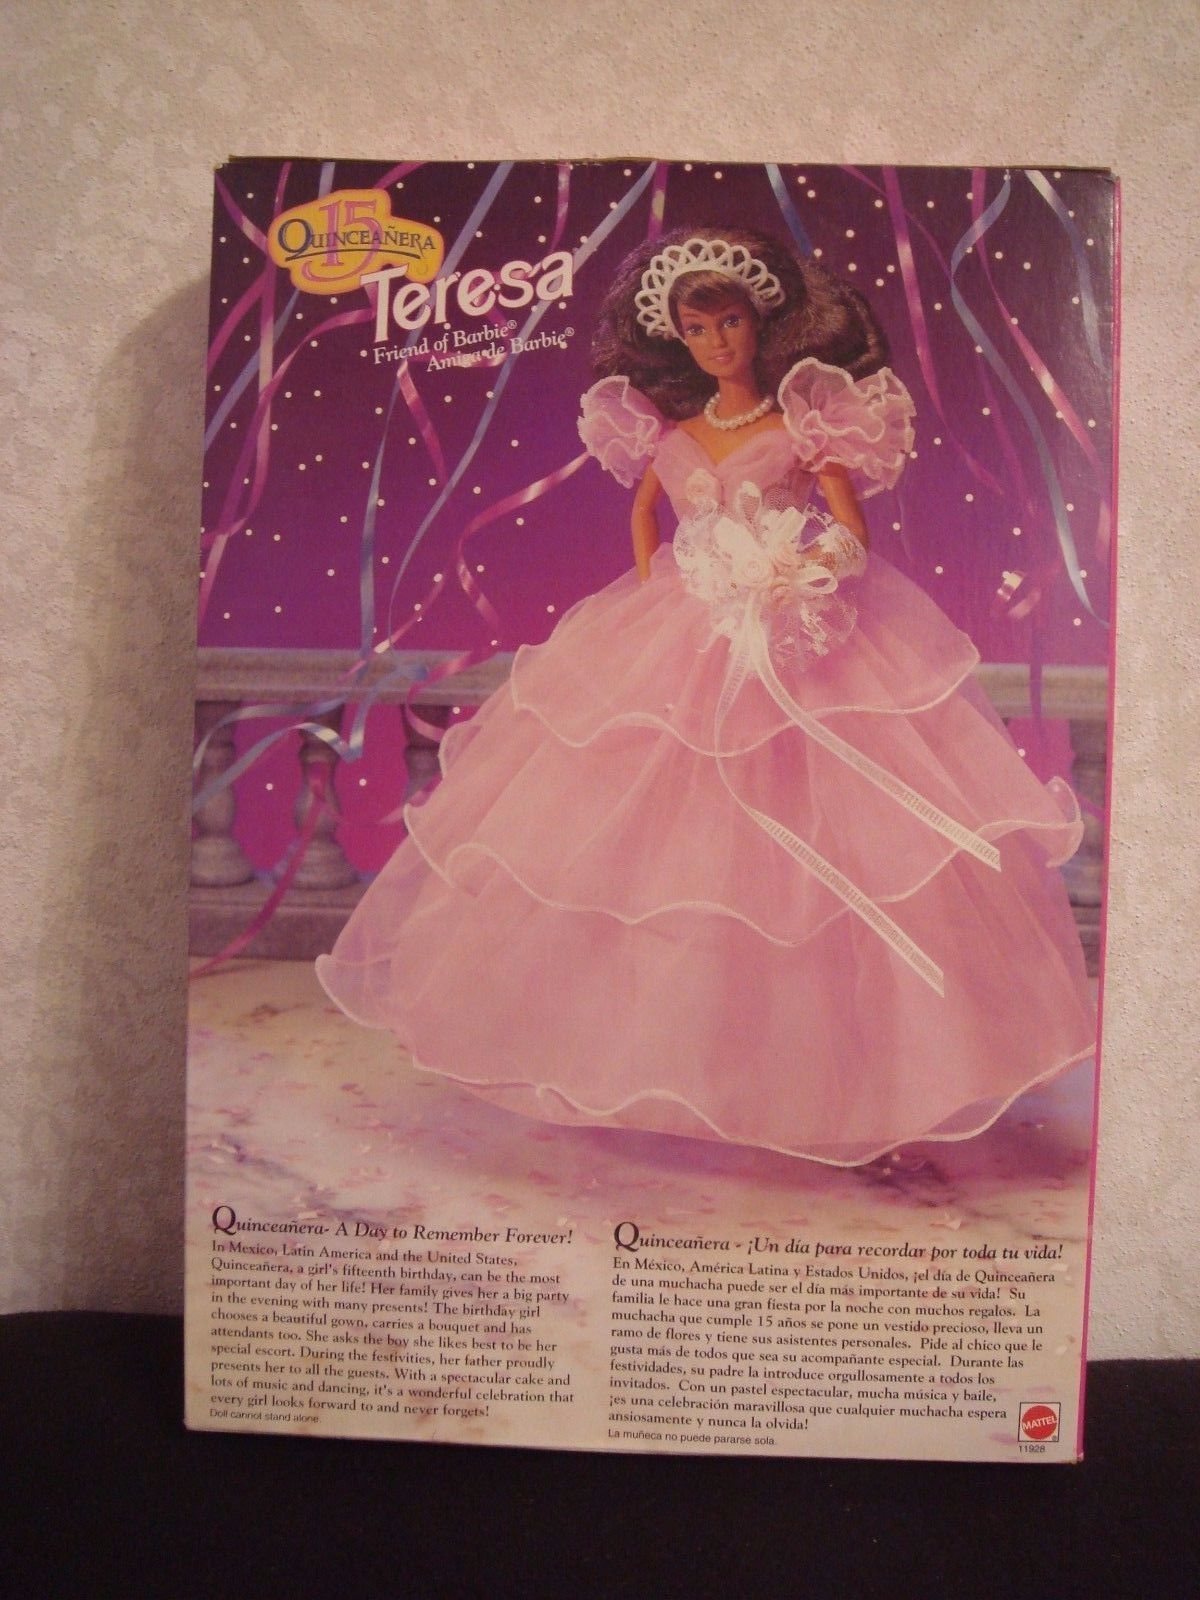 15
QUINCEAÑERA
Teresa
Friend of Barbie®
Amiga de Barbie®
Quinceañera- A Day to Remember Forever!
In Mexico, Latin America and the United States,
Quinceañera, a girl's fifteenth birthday, can be the most
important day of her life! Her family gives her a big party
in the evening with many presents! The birthday girl
chooses a beautiful gown, carries a bouquet and has
attendants too. She asks the boy she likes best to be her
special escort. During the festivities, her father proudly
presents her to all the guests. With a spectacular cake and
lots of music and dancing, it's a wonderful celebration that
every girl looks forward to and never forgets!
Doll cannot stand alone.
Quinceañera - ¡Un día para recordar por toda tu vida!
En México, América Latina y Estados Unidos, ¡el día de Quinceañera
de una muchacha puede ser el día más importante de su vida! Su
familia le hace una gran fiesta por la noche con muchos regalos. La
muchacha que cumple 15 años se pone un vestido precioso, lleva un
ramo de flores y tiene sus asistentes personales. Pide al chico que le
gusta más de todos que sea su acompañante especial. Durante las
festividades, su padre la introduce orgullosamente a todos los
invitados. Con un pastel espectacular, mucha música y baile,
¡es una celebración maravillosa que cualquier muchacha espera
ansiosamente y nunca la olvida!
La muñeca no puede pararse sola.
MATTEL
®
11928